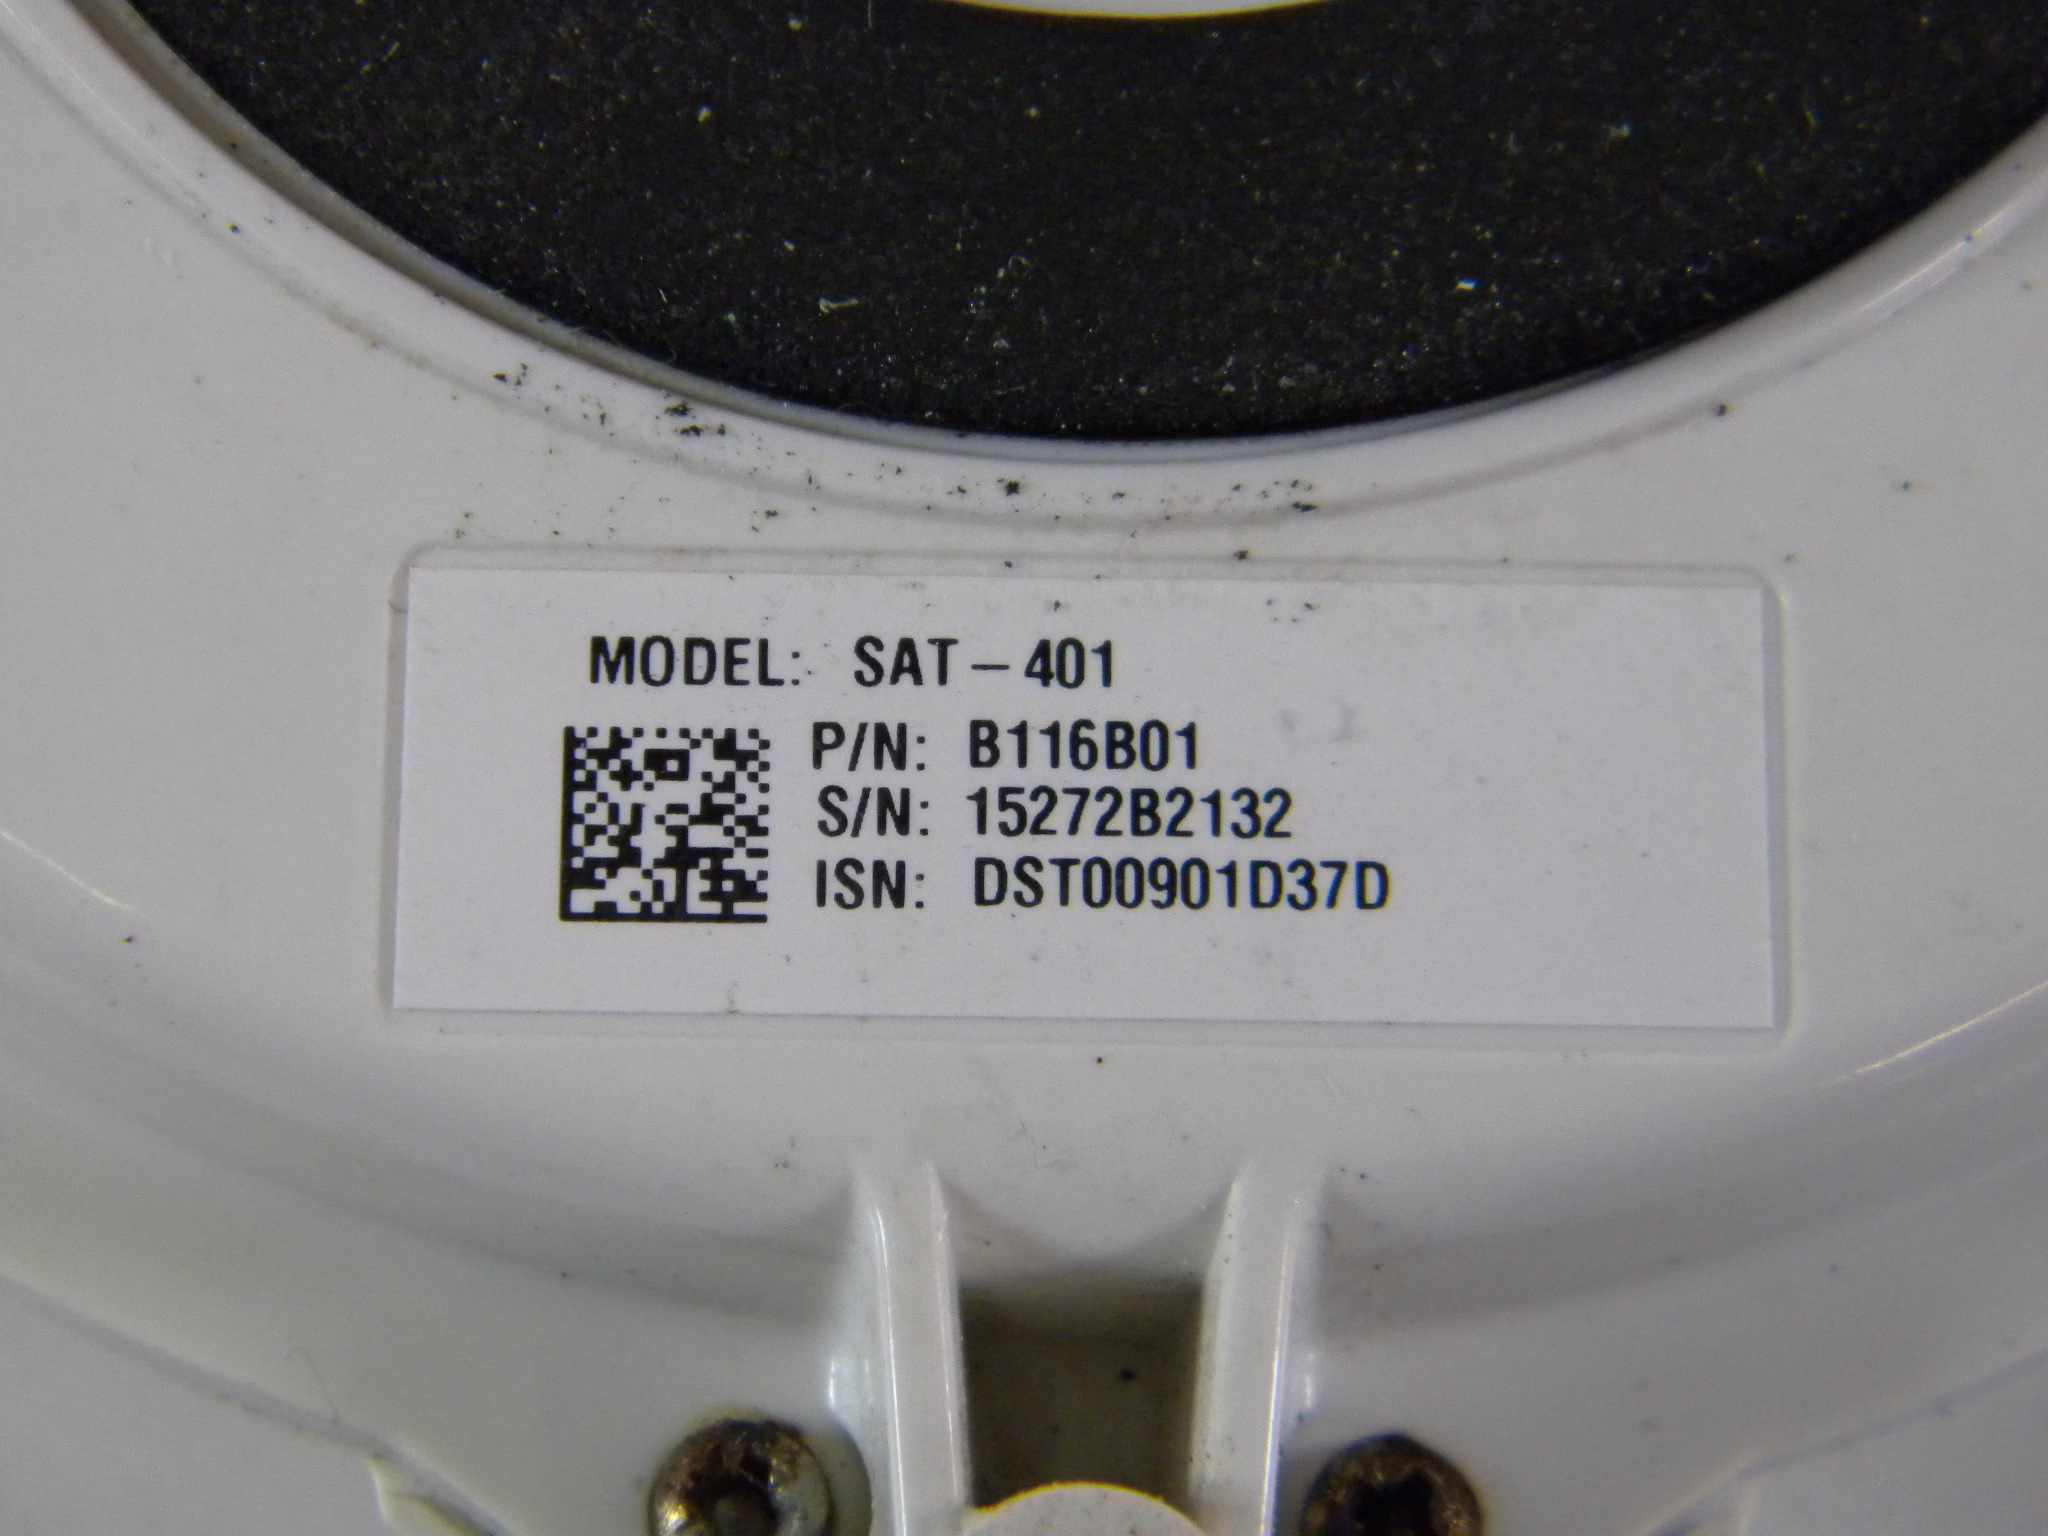 MODEL: SAT-401
P/N: B116B01
S/N: 15272B2132
ISN: DST00901D37D